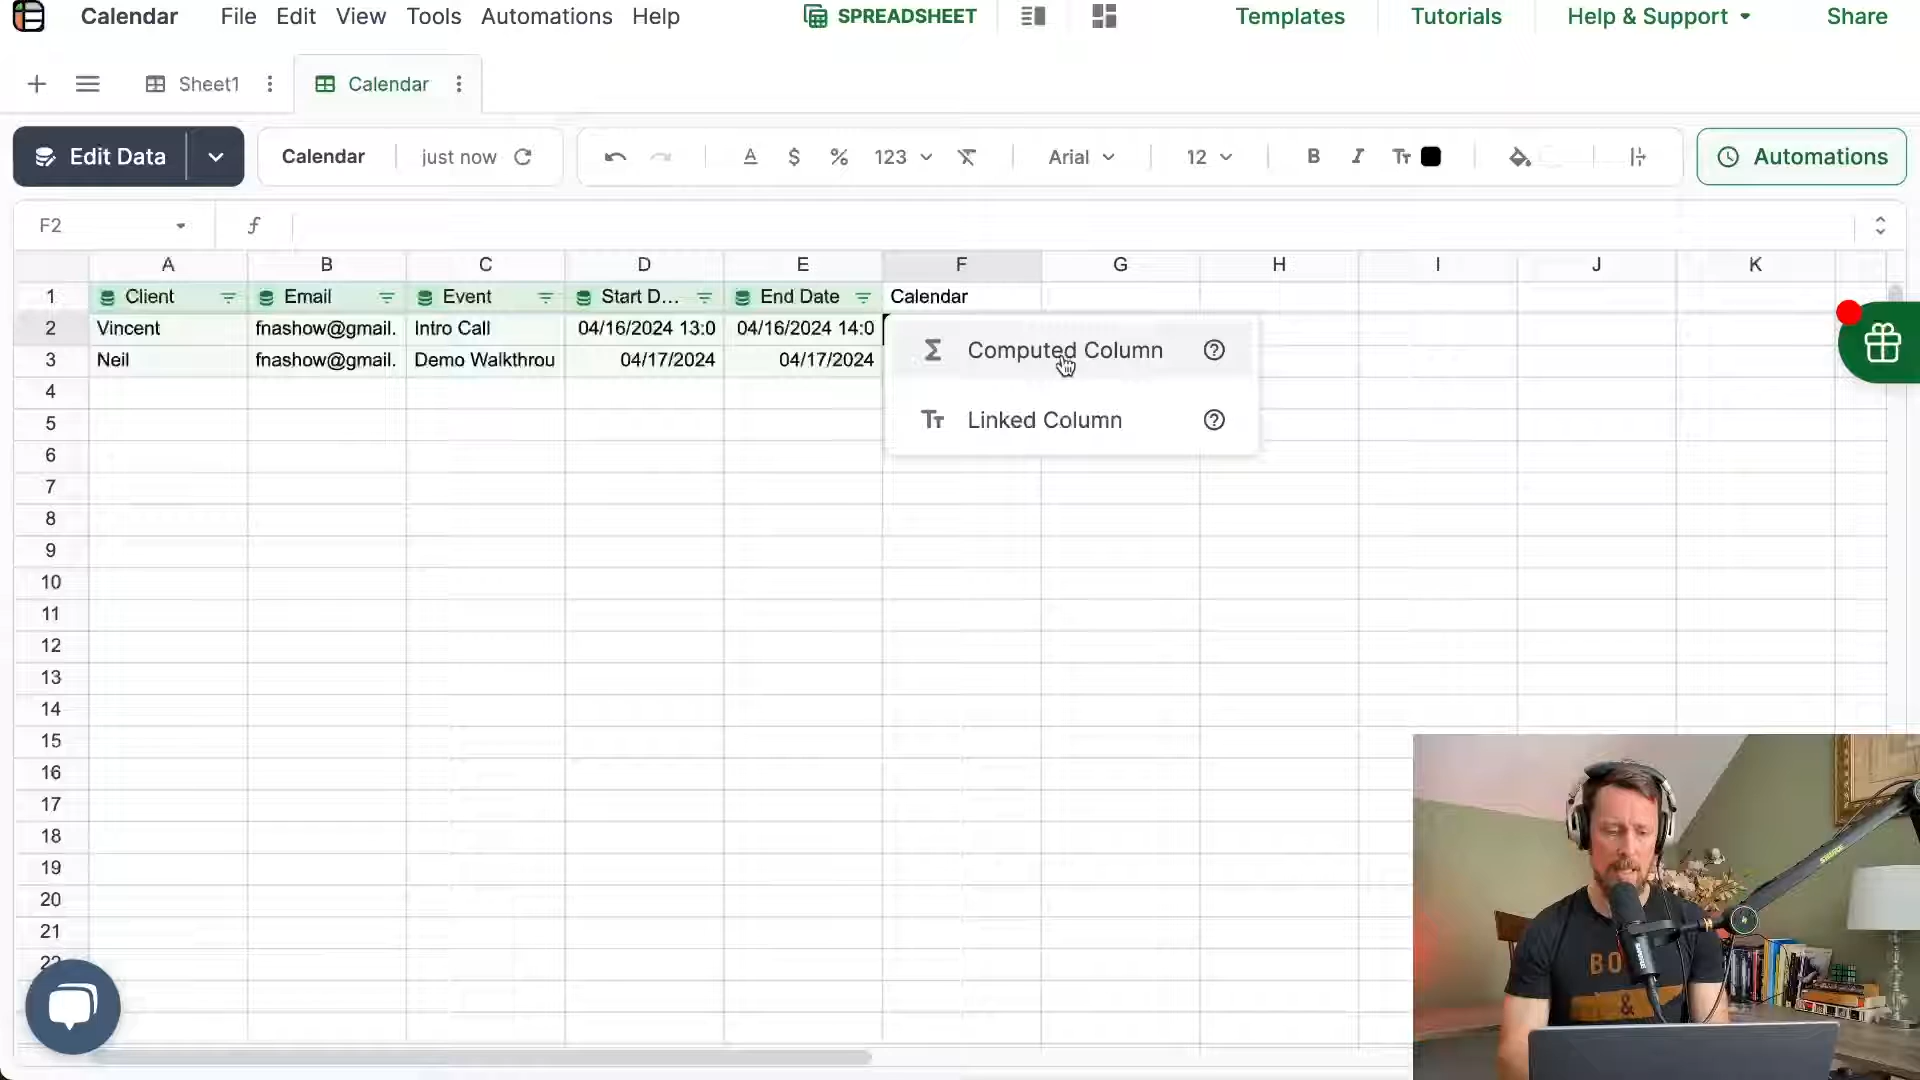 Calendar File Edit View Tools Automations Help SPREADSHEET Templates Tutorials Help & Support Share
Sheet1 Calendar
Edit Data Calendar just now $ % 123 Arial 12 B I Tт Automations
F2 f
A B C D E F G H I J K
1 Client Email Event Start D... End Date Calendar
2 Vincent fnashow@gmail. Intro Call 04/16/2024 13:0 04/16/2024 14:0
3 Neil fnashow@gmail. Demo Walkthrou 04/17/2024 04/17/2024
Σ Computed Column ?
Tт Linked Column ?
4
5
6
7
8
9
10
11
12
13
14
15
16
17
18
19
20
21
22
BO
&
SHURE